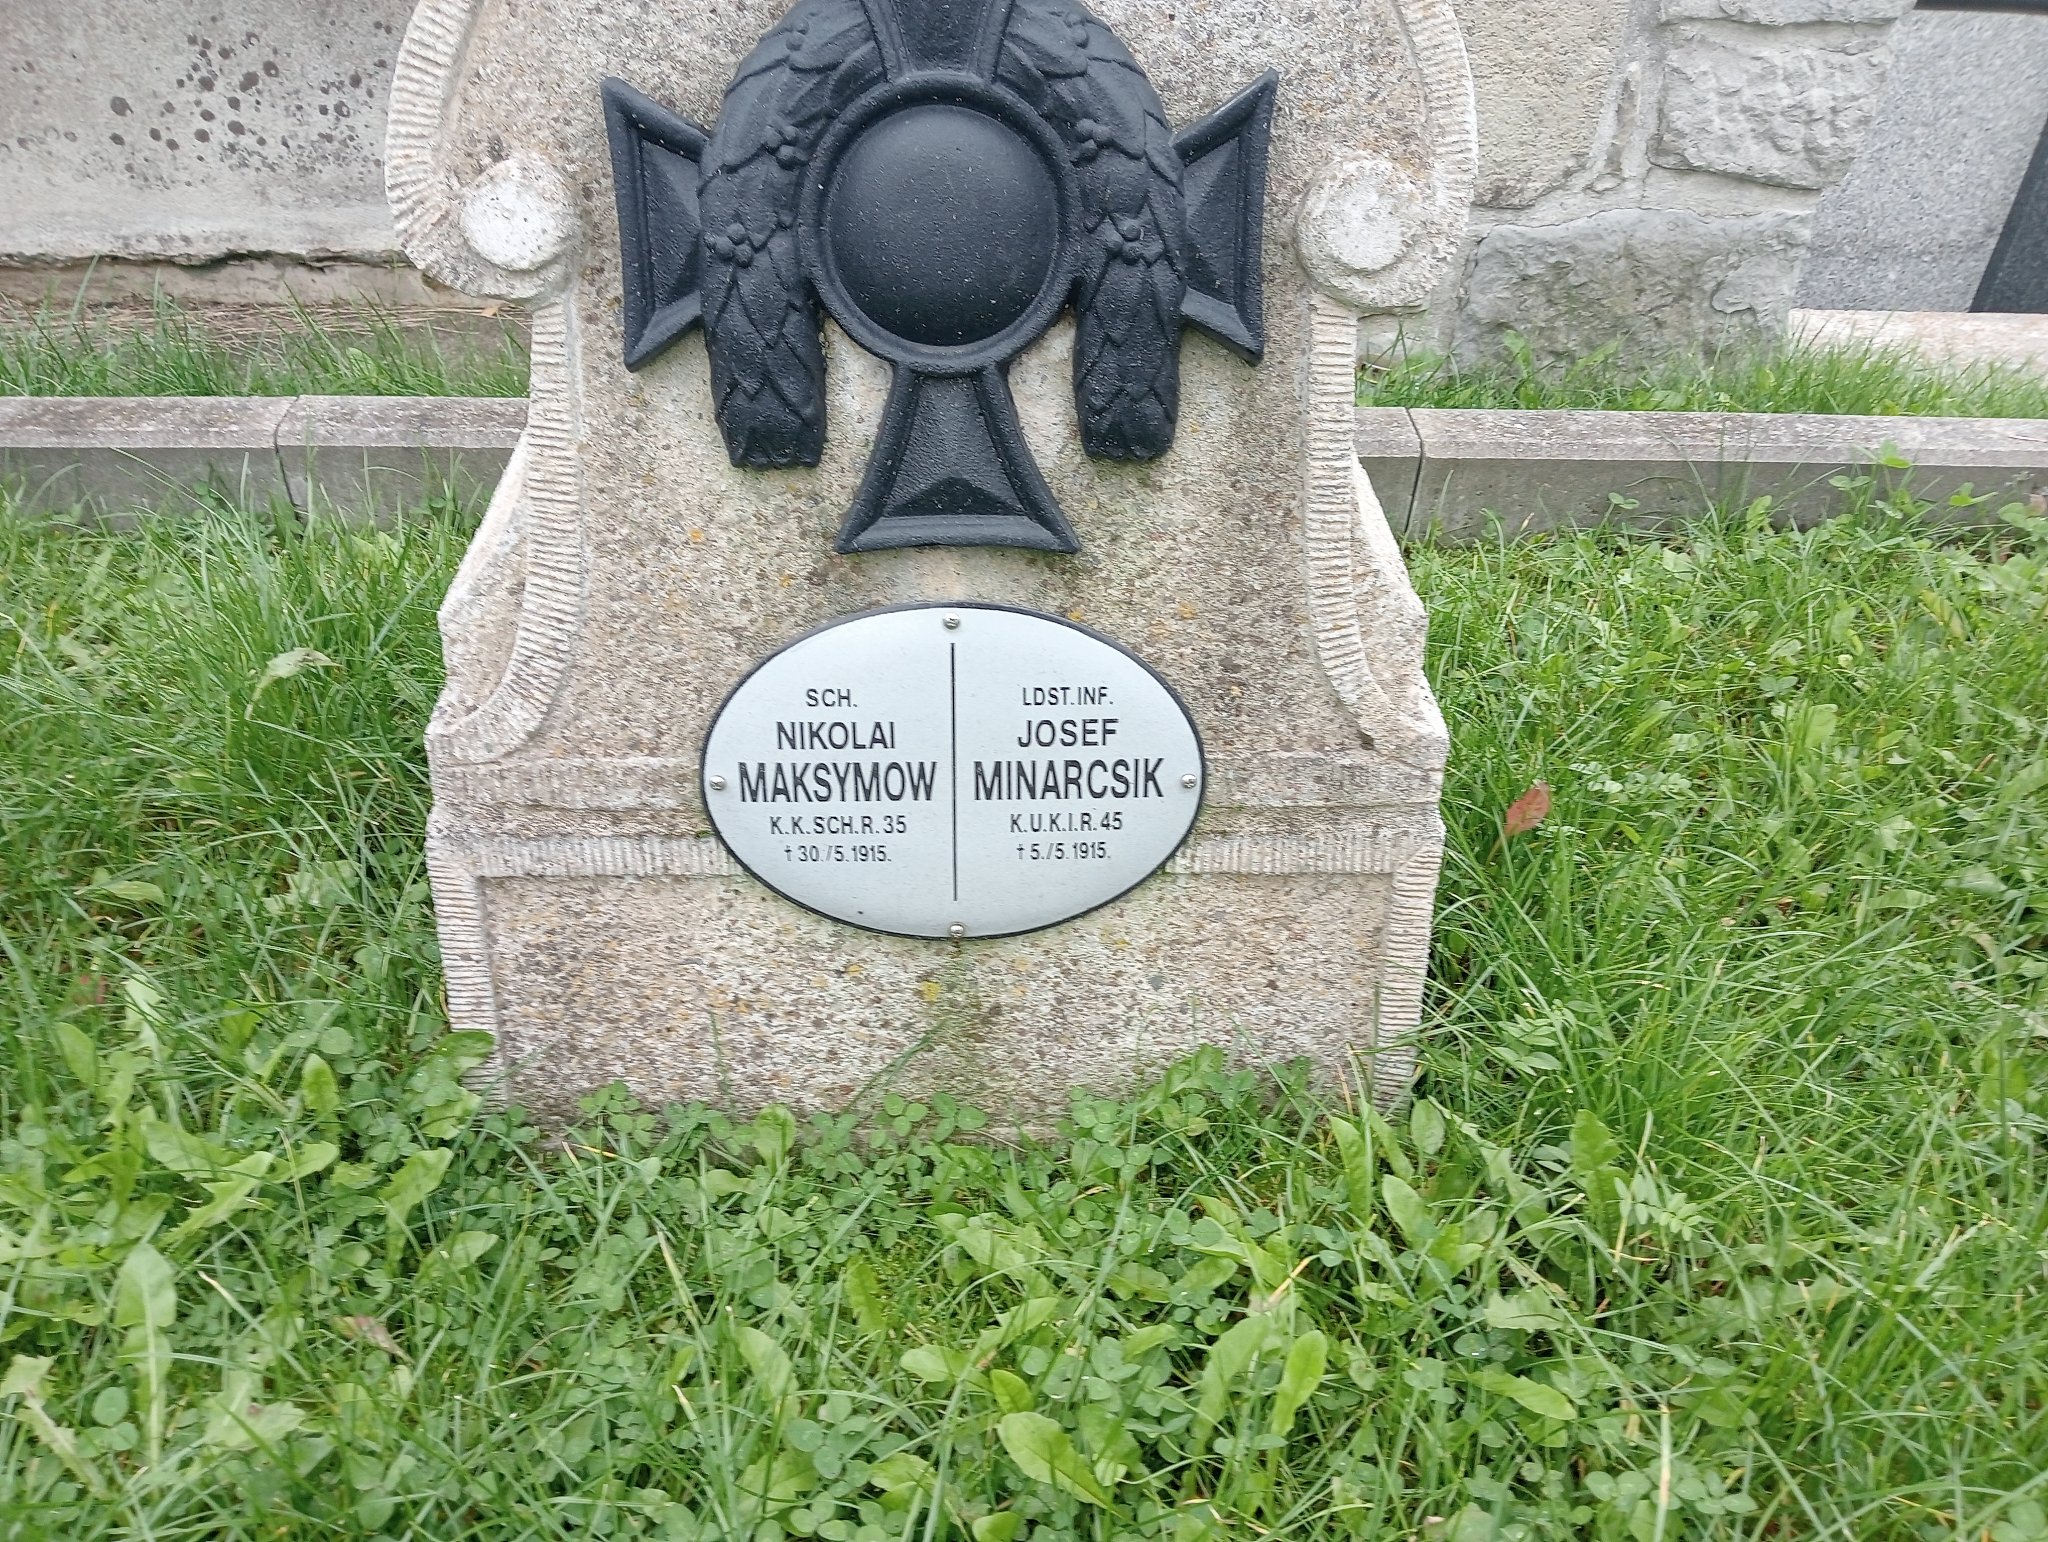 SCH.
NIKOLAI
MAKSYMOW
K.K.SCH.R.35
† 30./5.1915.
LDST.INF.
JOSEF
MINARCSIK
K.U.K.I.R.45
† 5./5.1915.